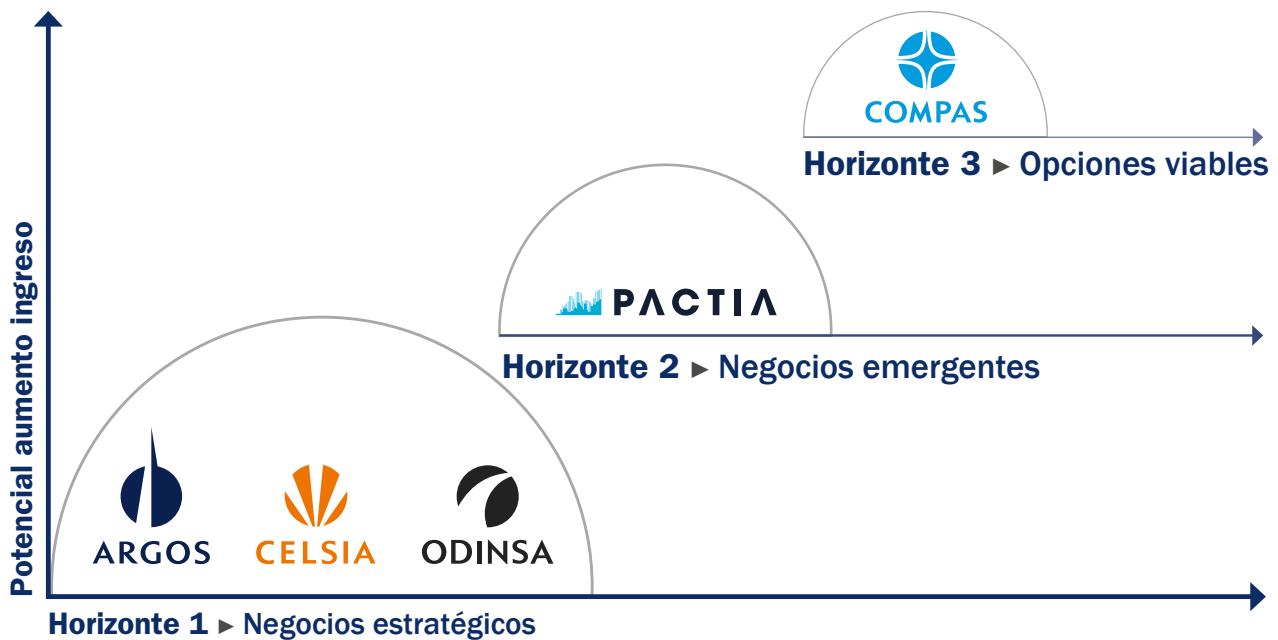 COMPAS
Horizonte 3 ► Opciones viables
PACTIA
Horizonte 2 ► Negocios emergentes
Potencial aumento ingreso
ARGOS
CELSIA
ODINSA
Horizonte 1 ► Negocios estratégicos